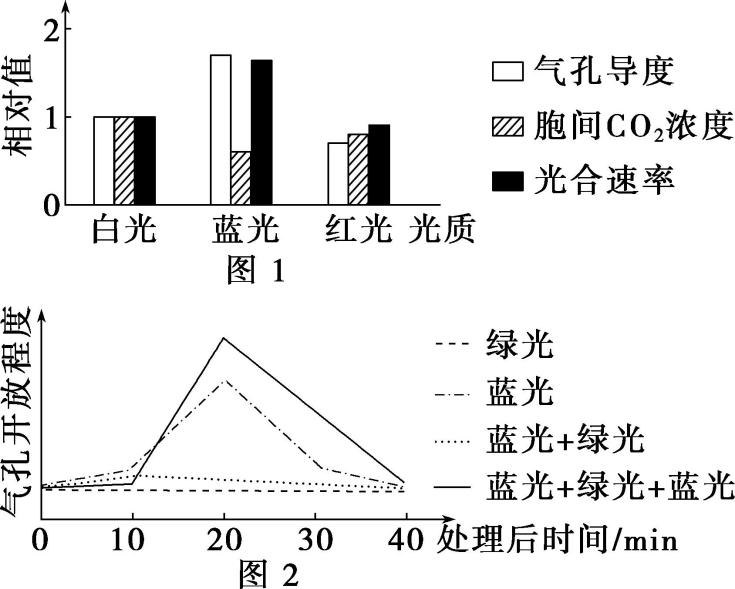 2
1
0
相对值
气孔导度
胞间CO₂浓度
光合速率
白光 蓝光 红光 光质
图 1
气孔开放程度
绿光
蓝光
蓝光+绿光
蓝光+绿光+蓝光
0 10 20 30 40 处理后时间/min
图 2